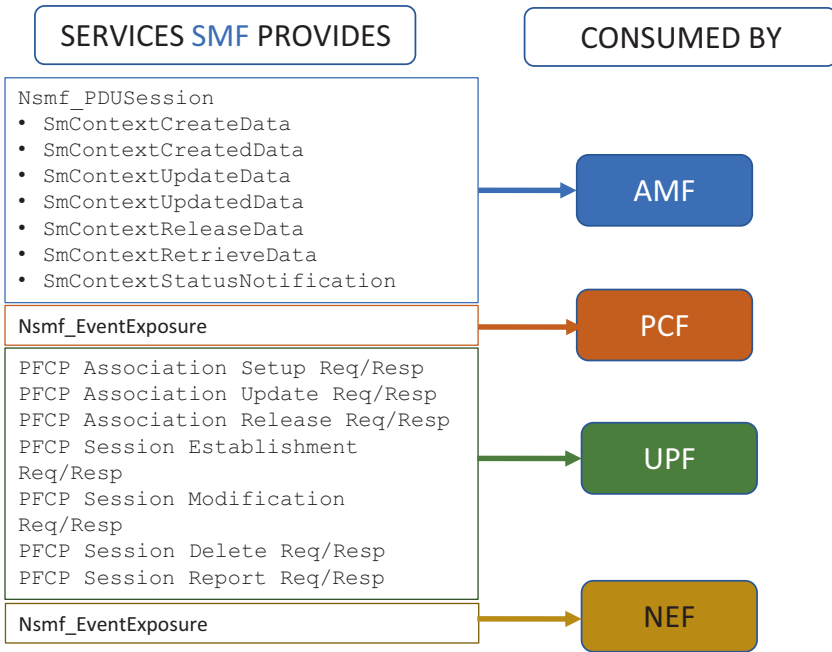 SERVICES SMF PROVIDES
CONSUMED BY
Nsmf_PDUSession
• SmContextCreateData
• SmContextCreatedData
• SmContextUpdateData
• SmContextUpdatedData
• SmContextReleaseData
• SmContextRetrieveData
• SmContextStatusNotification
AMF
Nsmf_EventExposure
PCF
PFCP Association Setup Req/Resp
PFCP Association Update Req/Resp
PFCP Association Release Req/Resp
PFCP Session Establishment
Req/Resp
PFCP Session Modification
Req/Resp
PFCP Session Delete Req/Resp
PFCP Session Report Req/Resp
UPF
Nsmf_EventExposure
NEF